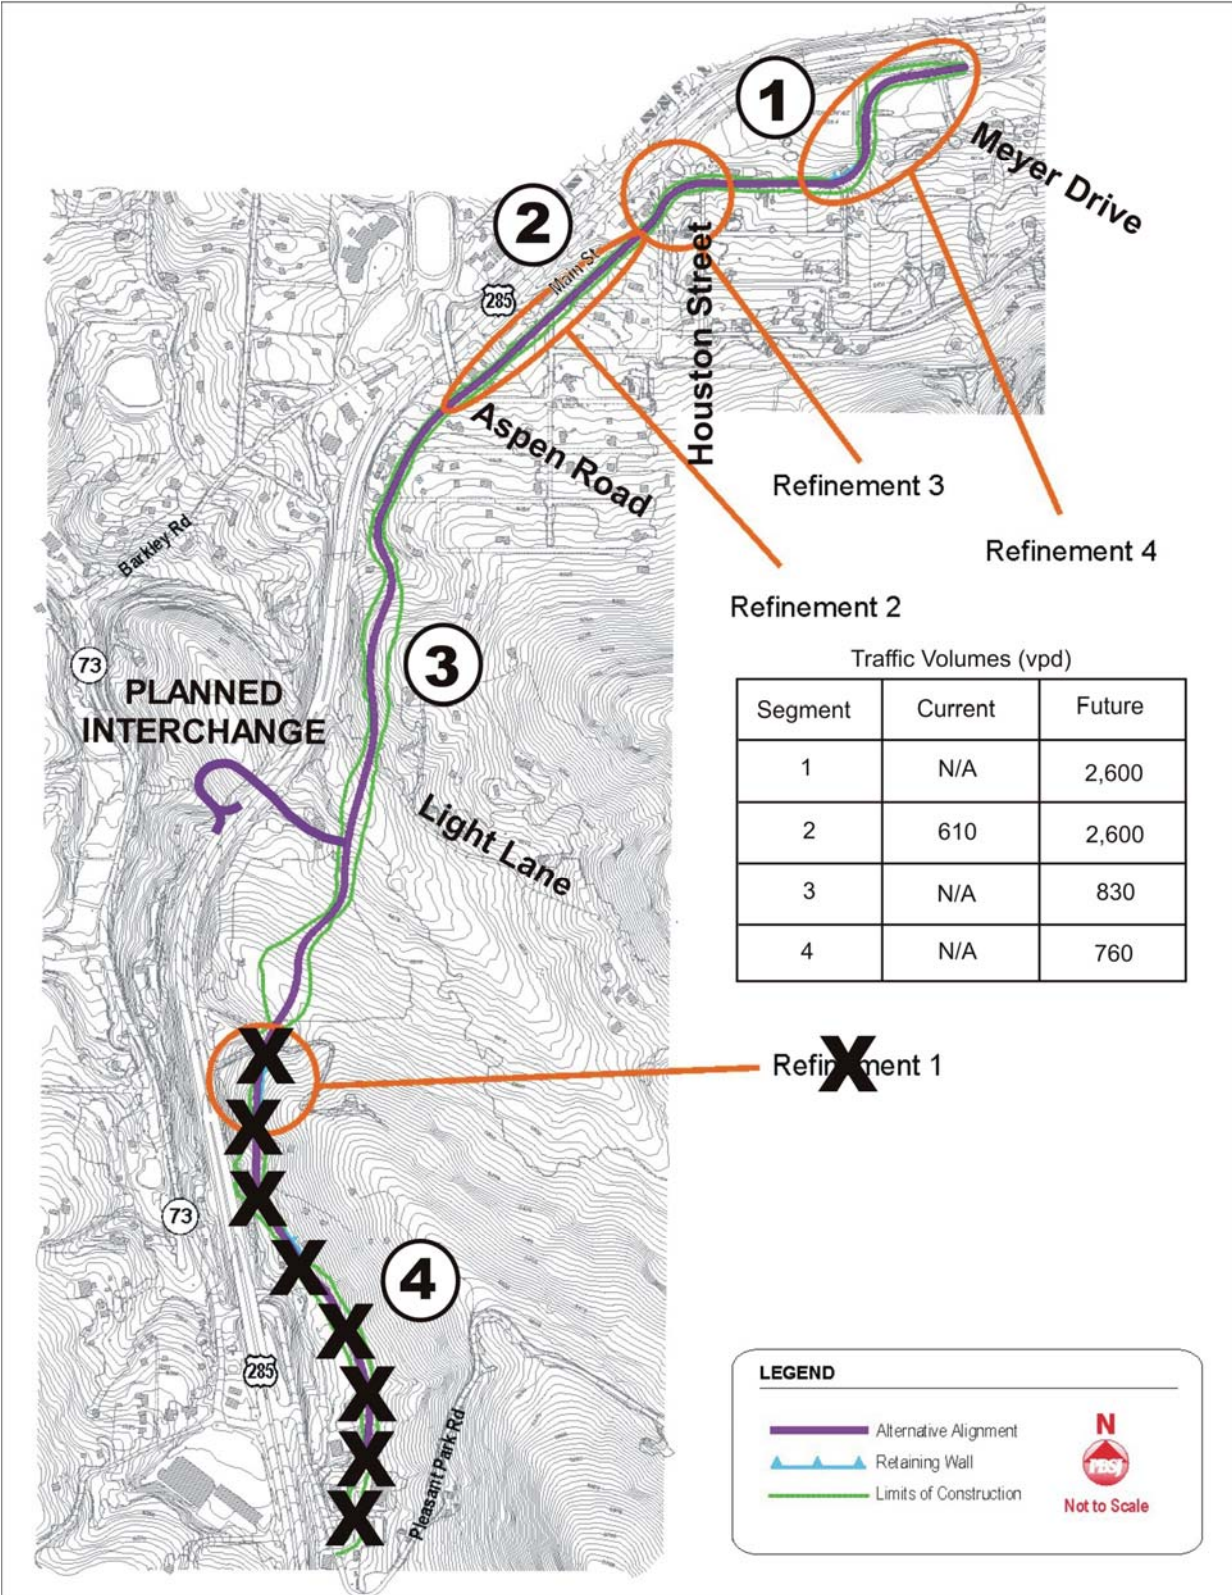 1
Meyer Drive
2
Main St
285
Houston Street
Aspen Road
Refinement 3
Refinement 4
Refinement 2
Barkley Rd
73
3
PLANNED
INTERCHANGE
Light Lane
Traffic Volumes (vpd)
Segment Current Future
1 N/A 2,600
2 610 2,600
3 N/A 830
4 N/A 760
X
X
X
X
X
X
X
X
X
1
73
4
285
Pleasant Park Rd
LEGEND
Alternative Alignment
Retaining Wall
Limits of Construction
N
PBSJ
Not to Scale